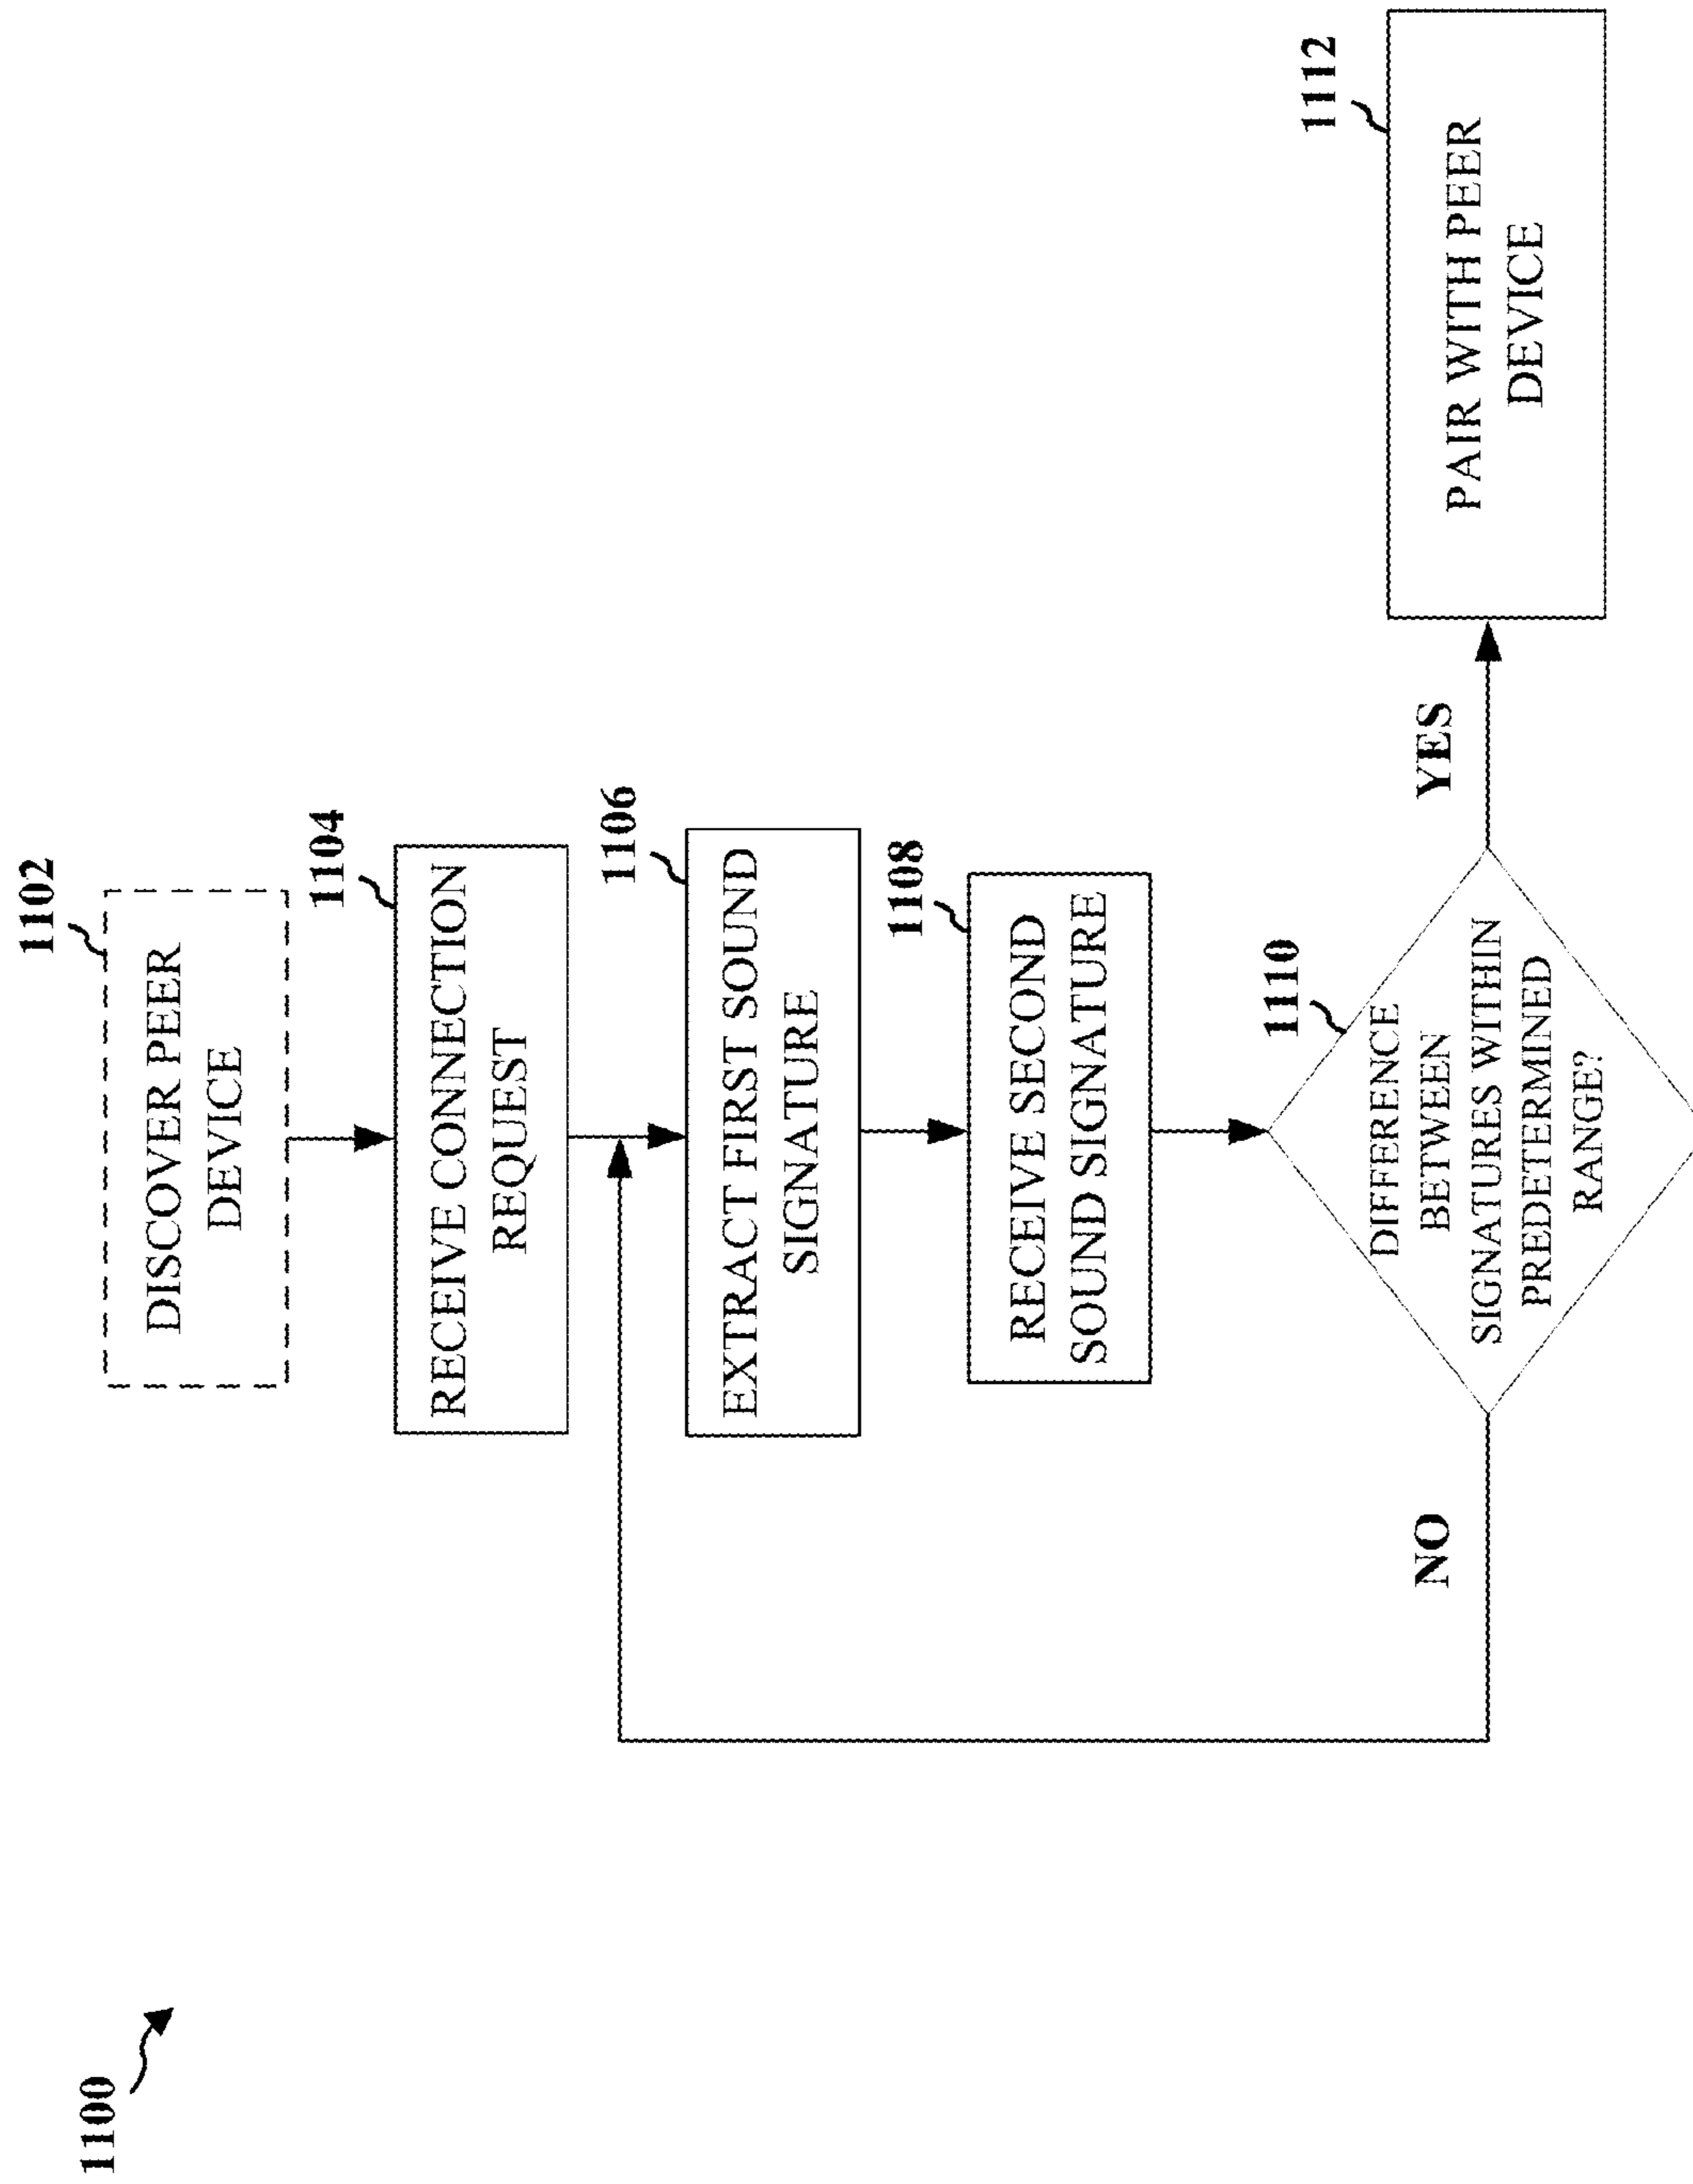 1100
1102
DISCOVER PEER
DEVICE
1104
RECEIVE CONNECTION
REQUEST
1106
EXTRACT FIRST SOUND
SIGNATURE
1108
RECEIVE SECOND
SOUND SIGNATURE
1110
DIFFERENCE
BETWEEN
SIGNATURES WITHIN
PREDETERMINED
RANGE?
NO
YES
1112
PAIR WITH PEER
DEVICE